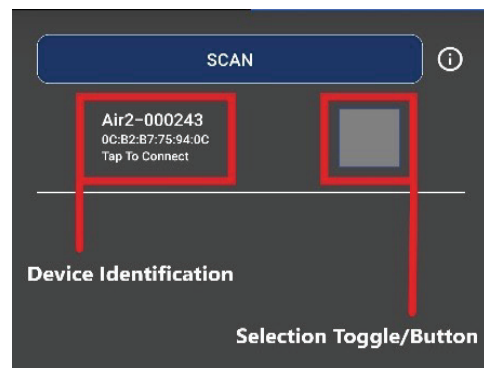 SCAN
Air2-000243
0C:B2:B7:75:94:0C
Tap To Connect
Device Identification
Selection Toggle/Button